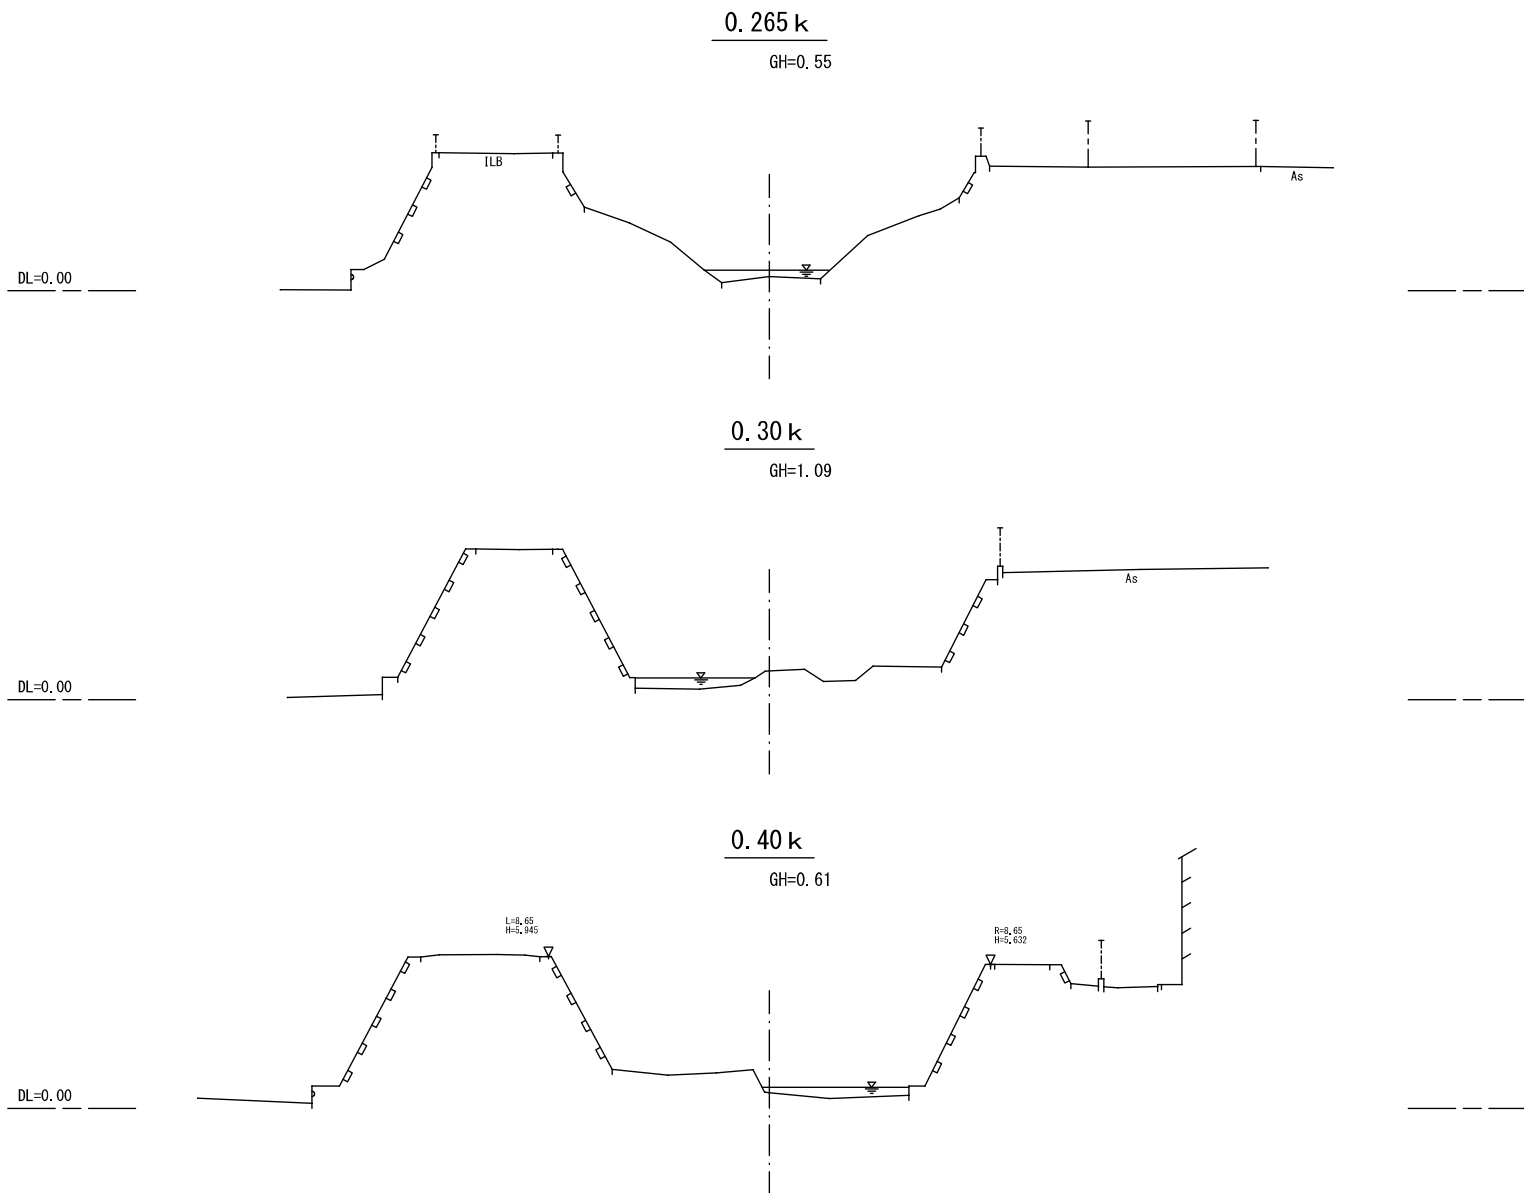 0.265k
GH=0.55
ILB
As
DL=0.00
0.30k
GH=1.09
As
DL=0.00
0.40k
GH=0.61
L=8.65
H=5.945
R=8.65
H=5.632
DL=0.00